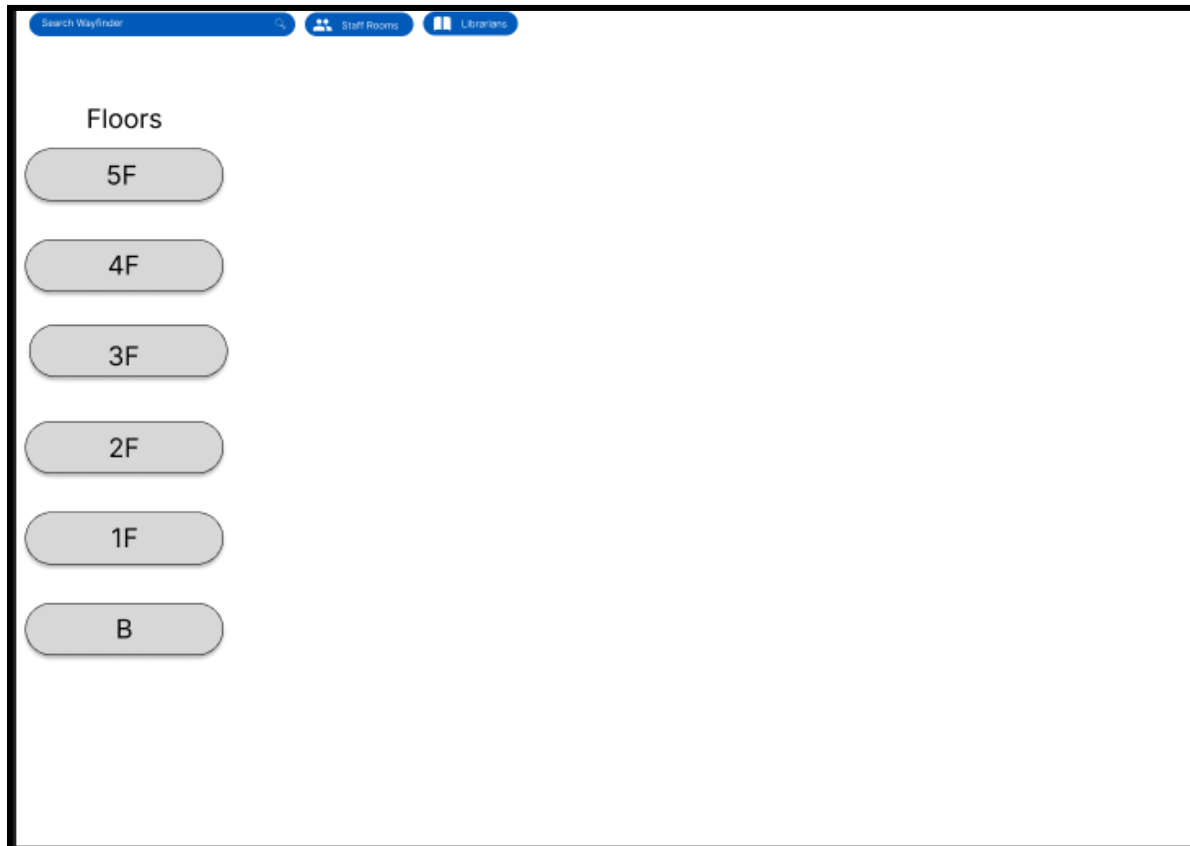 Search Wayfinder
Staff Rooms
Librarians
Floors
5F
4F
3F
2F
1F
B